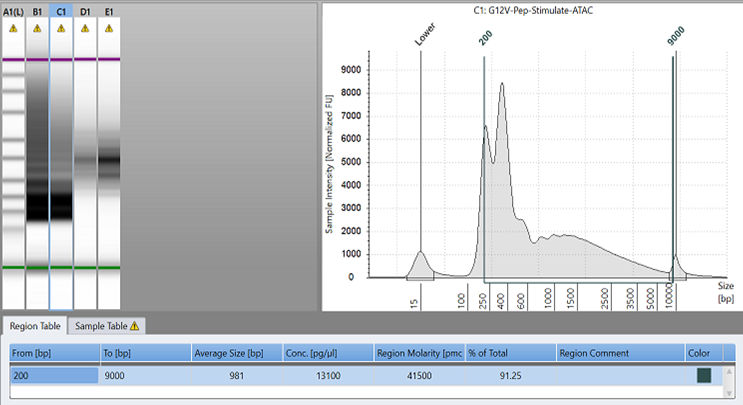 A1(L) B1 C1 D1 E1
C1: G12V-Pep-Stimulate-ATAC
Lower
200
9000
Sample Intensity [Normalized FU]
9000
8000
7000
6000
5000
4000
3000
2000
1000
0
15 100 250 400 600 1000 1500 2500 3500 5000 10000
Size [bp]
Region Table Sample Table
From [bp] To [bp] Average Size [bp] Conc. [pg/µl] Region Molarity [pmc % of Total Region Comment Color
200 9000 981 13100 41500 91.25